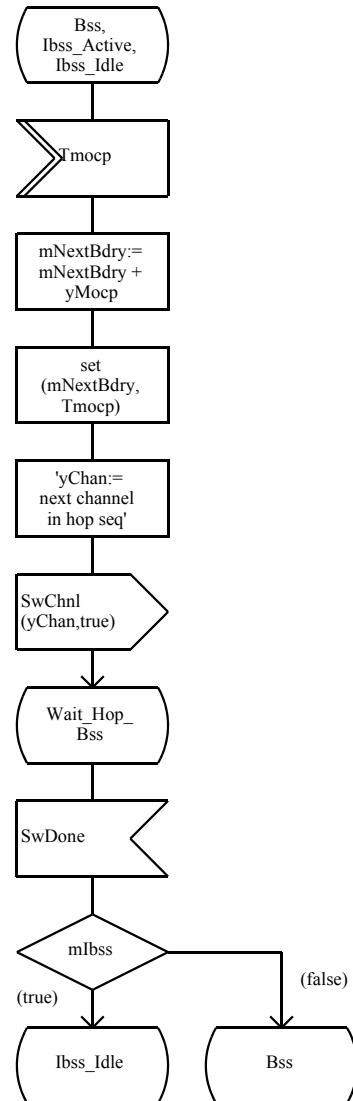 Bss,
Ibss_Active,
Ibss_Idle
Tmocp
mNextBdry:=
mNextBdry +
yMocp
set
(mNextBdry,
Tmocp)
'yChan:=
next channel
in hop seq'
SwChnl
(yChan,true)
Wait_Hop_
Bss
SwDone
mIbss
(true)
(false)
Ibss_Idle
Bss